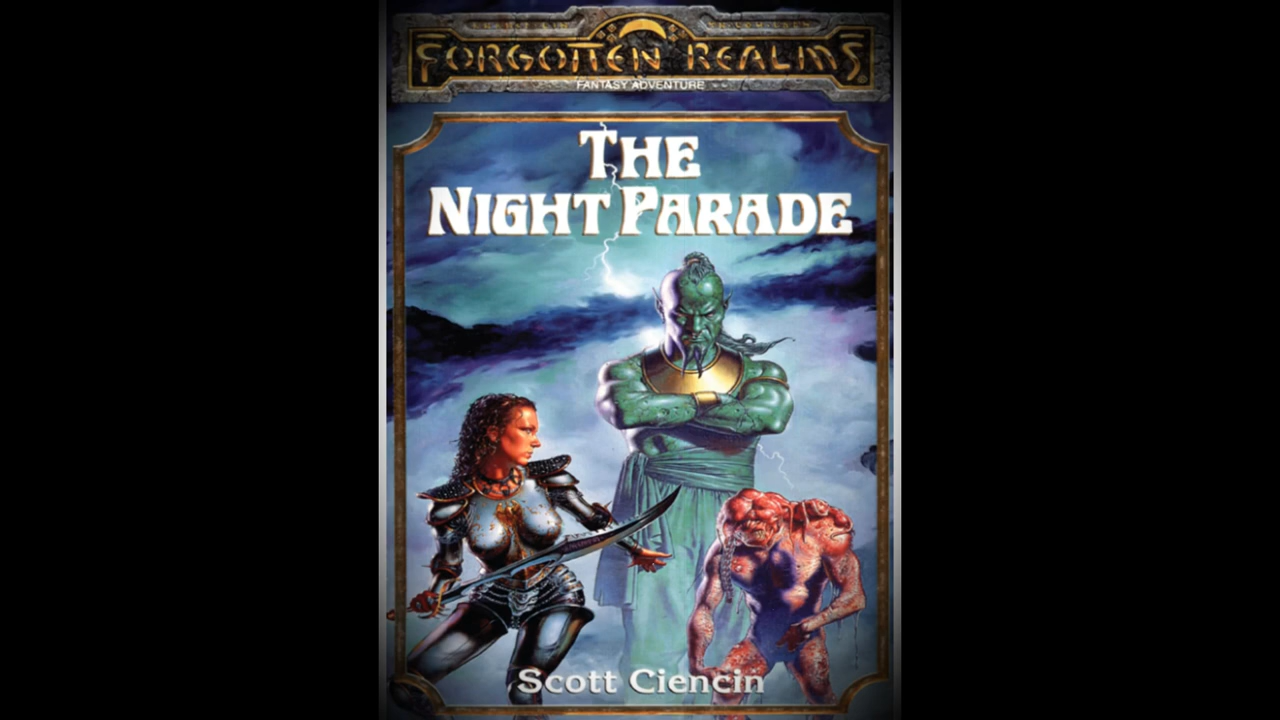 FORGOTTEN REALMS®
FANTASY ADVENTURE
THE
NIGHT PARADE
Scott Ciencin